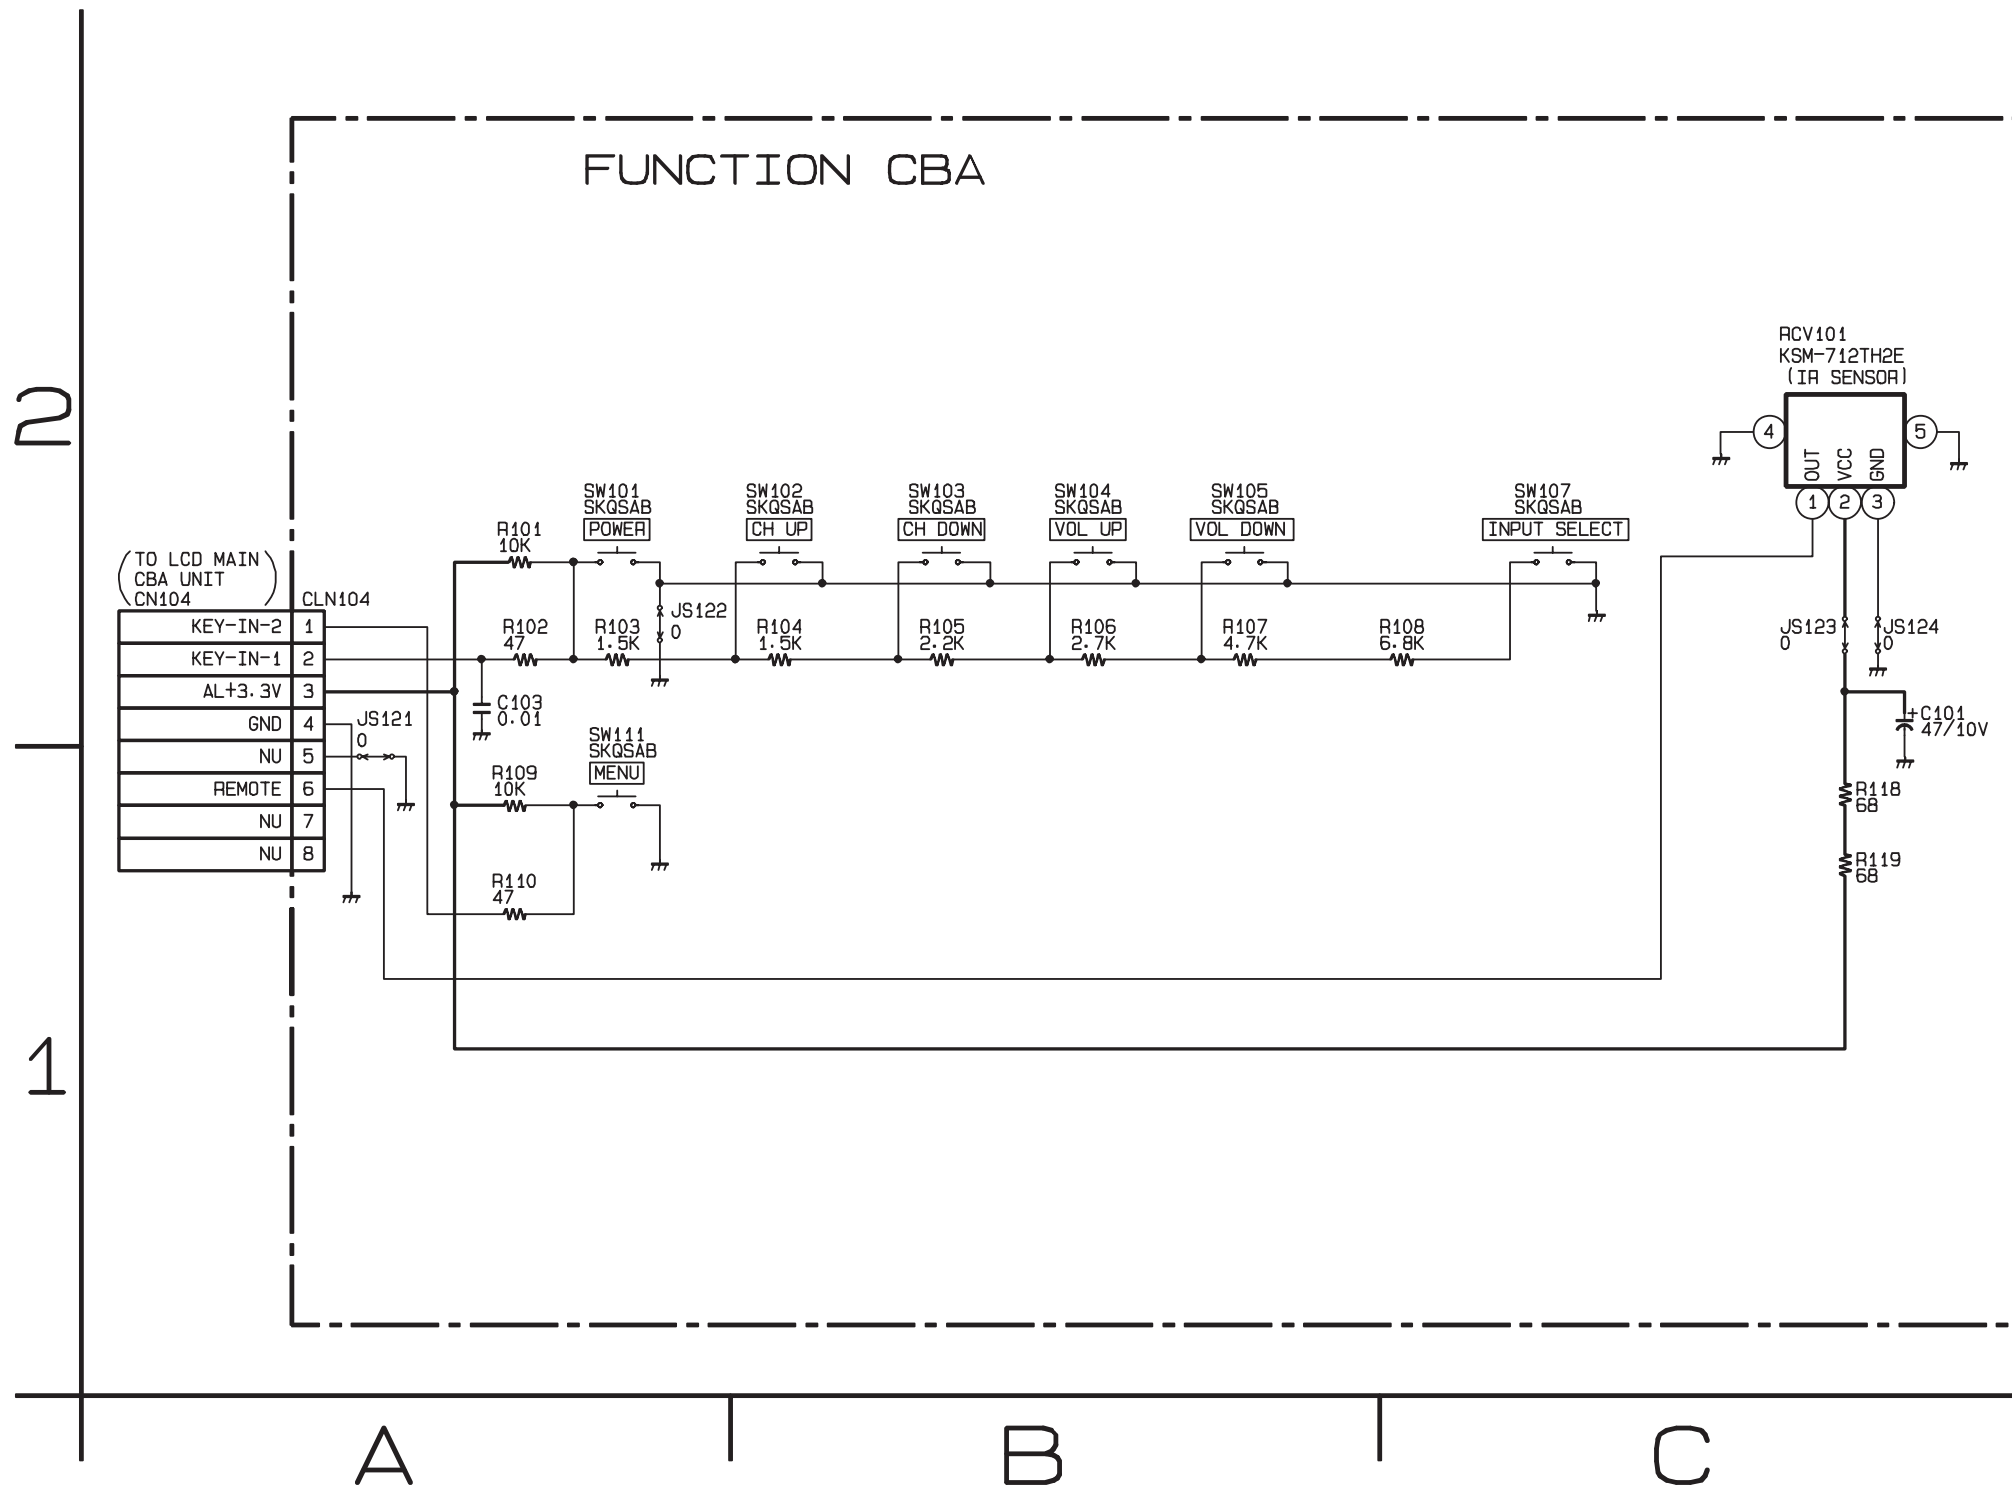 FUNCTION CBA
2
1
A
B
C
RCV101
KSM-712TH2E
(IR SENSOR)
4
5
OUT
VCC
GND
1
2
3
SW101
SKQSAB
POWER
SW102
SKQSAB
CH UP
SW103
SKQSAB
CH DOWN
SW104
SKQSAB
VOL UP
SW105
SKQSAB
VOL DOWN
SW107
SKQSAB
INPUT SELECT
R101
10K
(TO LCD MAIN
CBA UNIT
CN104)
CLN104
KEY-IN-2 1
KEY-IN-1 2
AL+3.3V 3
GND 4
NU 5
REMOTE 6
NU 7
NU 8
R102
47
R103
1.5K
JS122
0
R104
1.5K
R105
2.2K
R106
2.7K
R107
4.7K
R108
6.8K
JS123
0
JS124
0
C103
0.01
JS121
0
SW111
SKQSAB
MENU
R109
10K
R110
47
+C101
47/10V
R118
68
R119
68